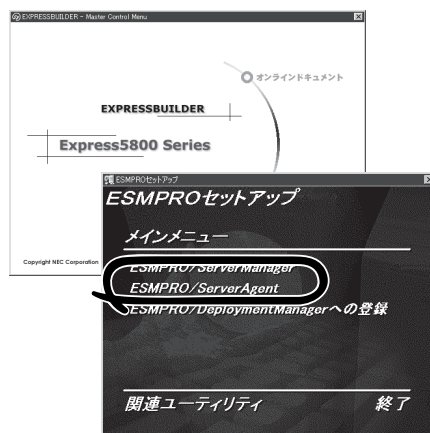 EXPRESSBUILDER - Master Control Menu
オンラインドキュメント
EXPRESSBUILDER
Express5800 Series
Copyright NEC Corporation
ESMPROセットアップ
ESMPROセットアップ
メインメニュー
ESMPRO/ServerManager
ESMPRO/ServerAgent
ESMPRO/DeploymentManagerへの登録
関連ユーティリティ
終了